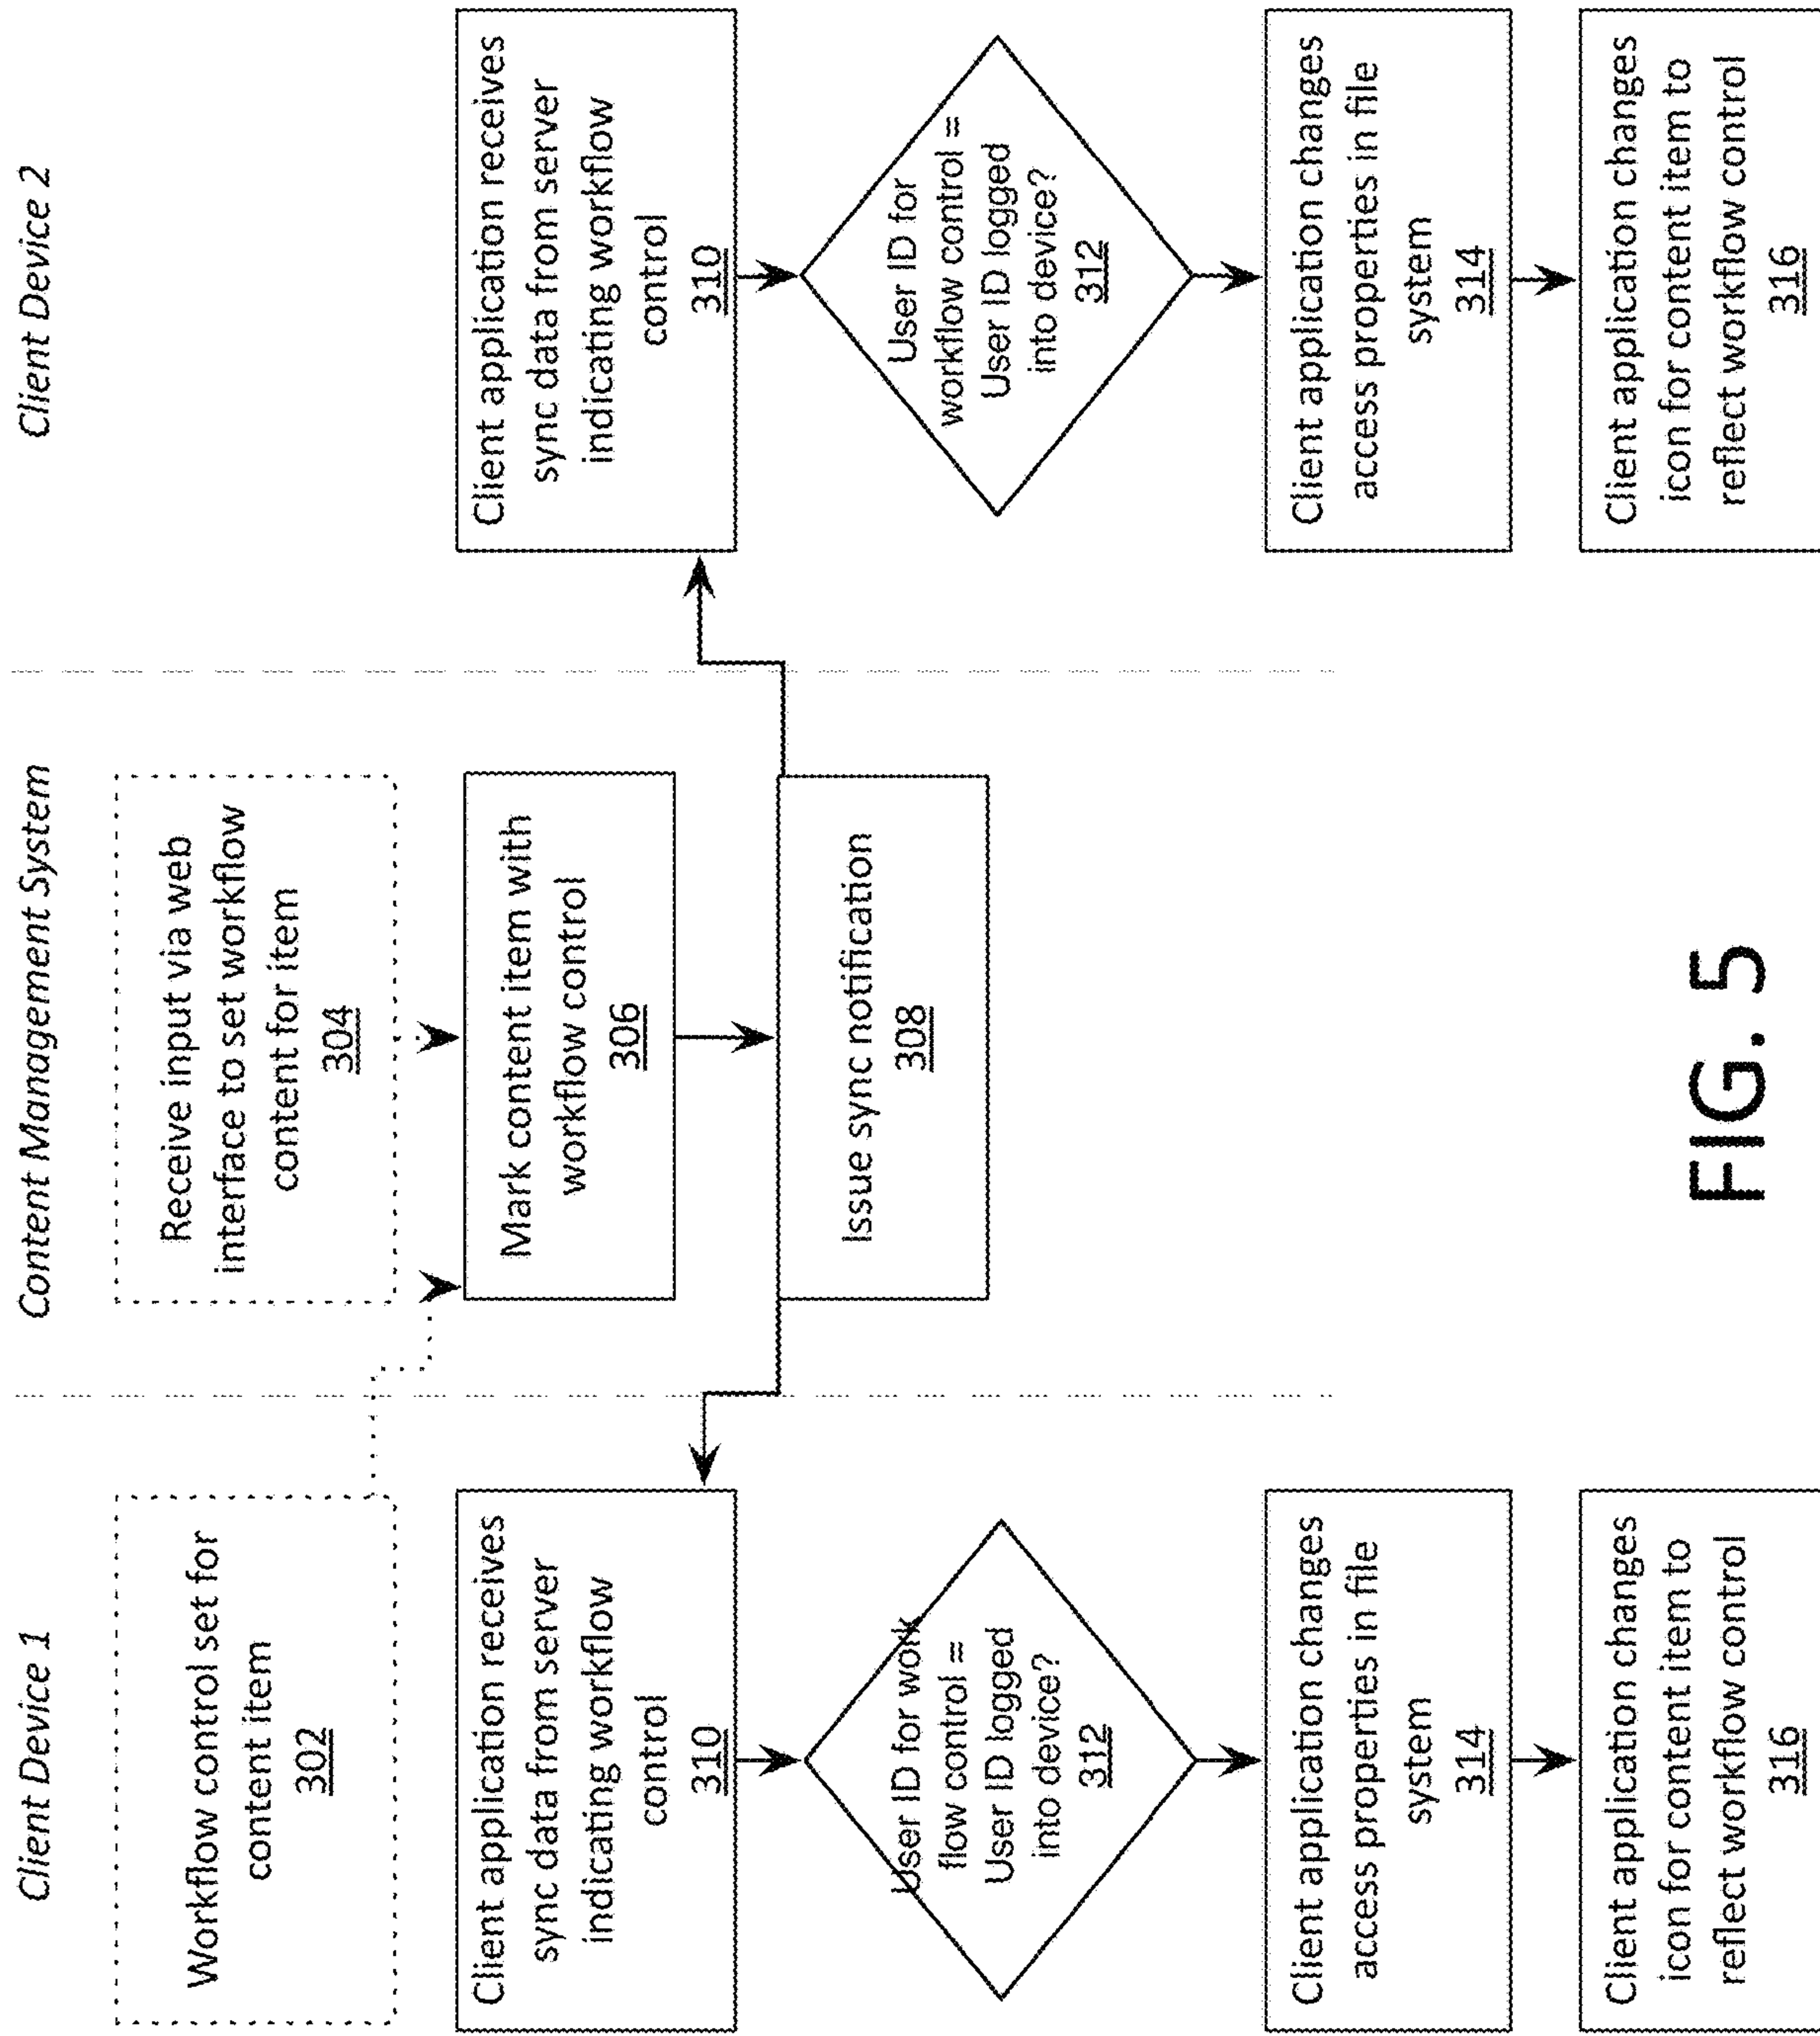 Client Device 1
Workflow control set for
content item
302
Client application receives
sync data from server
indicating workflow
control
310
User ID for work
flow control =
User ID logged
into device?
312
Client application changes
access properties in file
system
314
Client application changes
icon for content item to
reflect workflow control
316
Content Management System
Receive input via web
interface to set workflow
content for item
304
Mark content item with
workflow control
306
Issue sync notification
308
Client Device 2
Client application receives
sync data from server
indicating workflow
control
310
User ID for
workflow control =
User ID logged
into device?
312
Client application changes
access properties in file
system
314
Client application changes
icon for content item to
reflect workflow control
316
FIG. 5